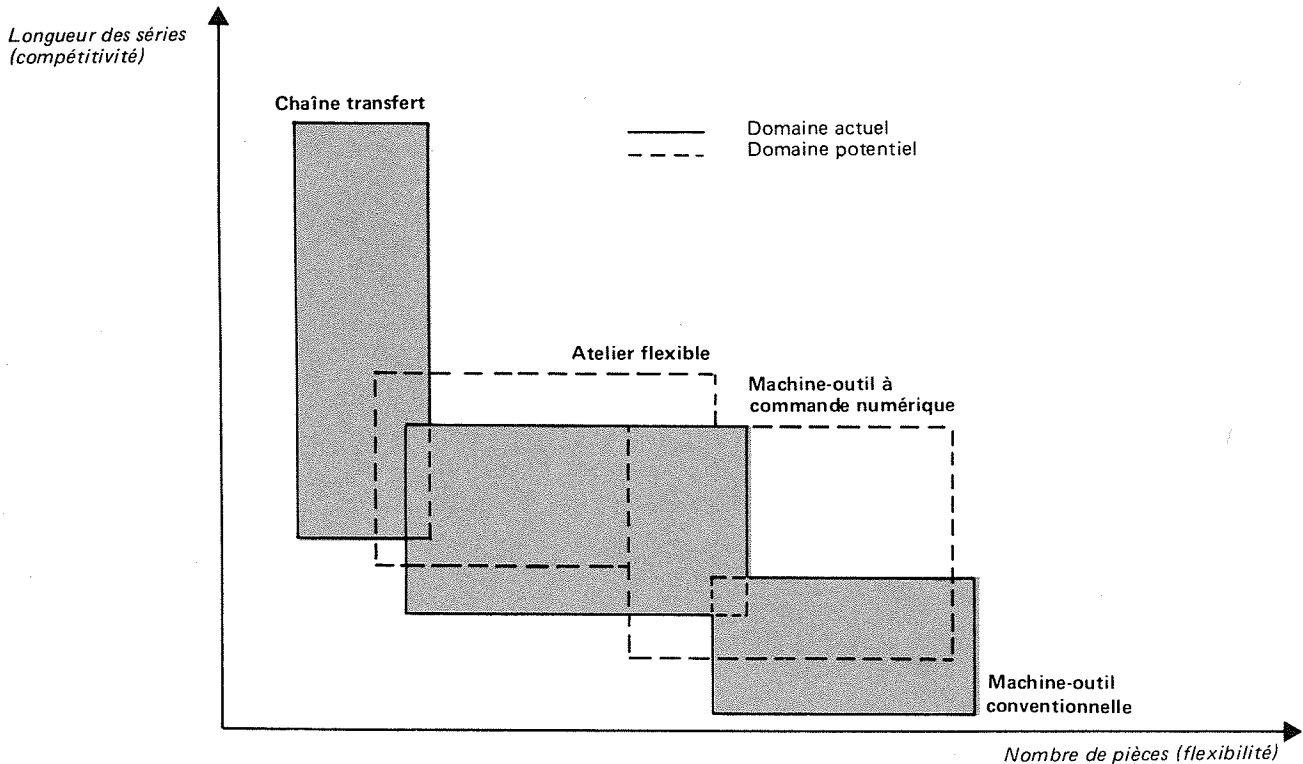 Longueur des séries
(compétitivité)
Chaîne transfert
Domaine actuel
Domaine potentiel
Atelier flexible
Machine-outil à
commande numérique
Machine-outil
conventionnelle
Nombre de pièces (flexibilité)